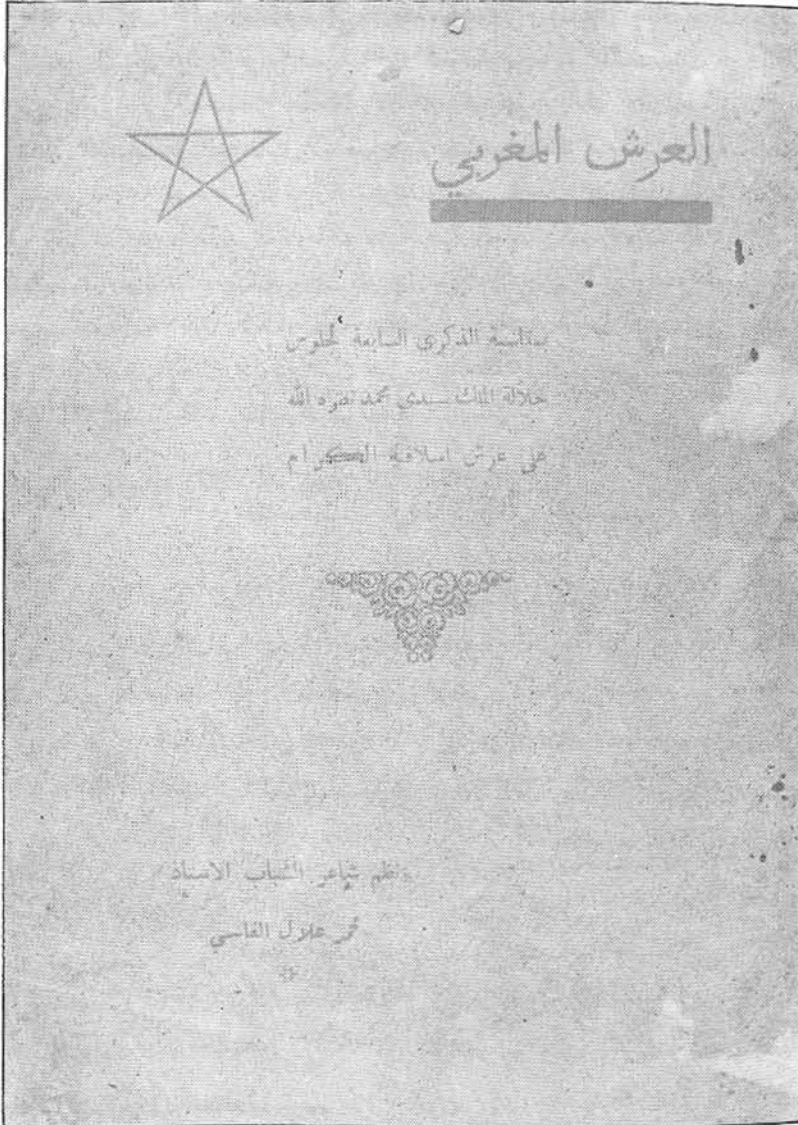 العرش المغربي
بمناسبة الذكرى السابعة لجلوس
جلالة الملك سيدي محمد نصره الله
على عرش اسلافه الكرام
نظم شاعر الشباب الاستاذ
محمد علال الفاسي